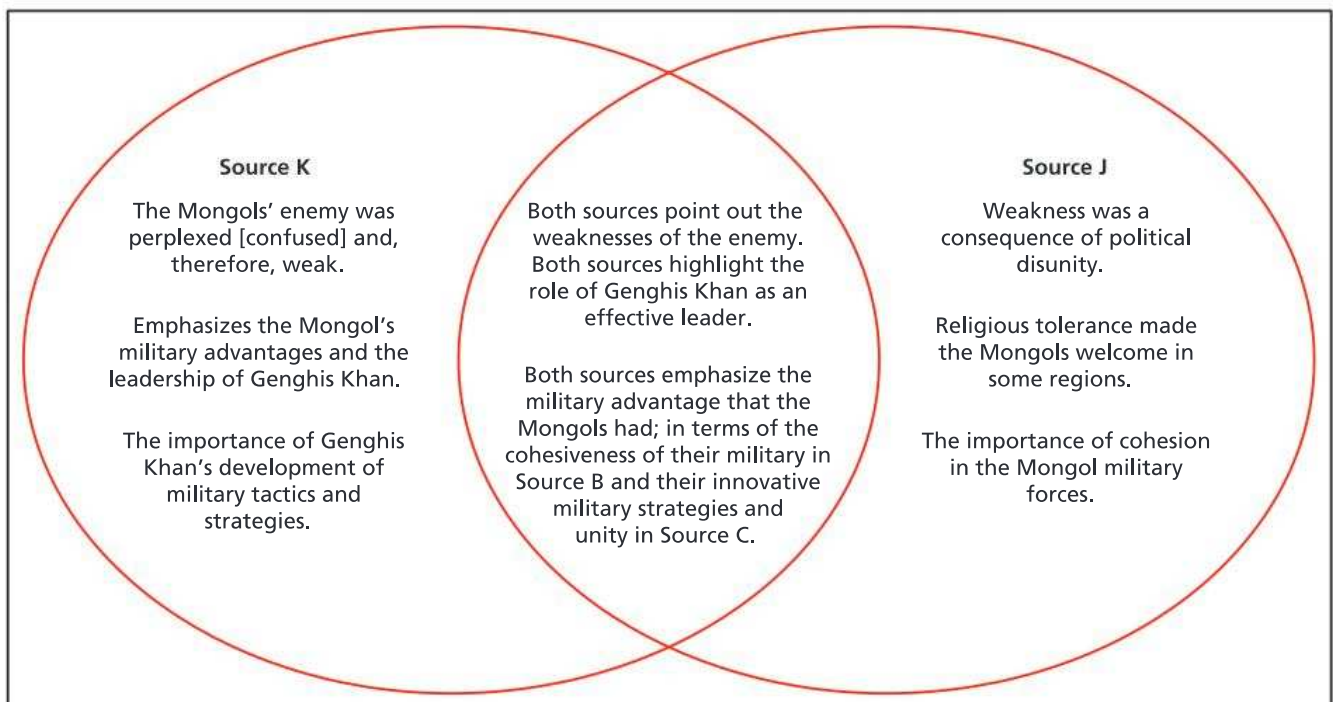 Source K
The Mongols’ enemy was
perplexed [confused] and,
therefore, weak.
Emphasizes the Mongol’s
military advantages and the
leadership of Genghis Khan.
The importance of Genghis
Khan’s development of
military tactics and
strategies.
Both sources point out the
weaknesses of the enemy.
Both sources highlight the
role of Genghis Khan as an
effective leader.
Both sources emphasize the
military advantage that the
Mongols had; in terms of the
cohesiveness of their military in
Source B and their innovative
military strategies and
unity in Source C.
Source J
Weakness was a
consequence of political
disunity.
Religious tolerance made
the Mongols welcome in
some regions.
The importance of cohesion
in the Mongol military
forces.